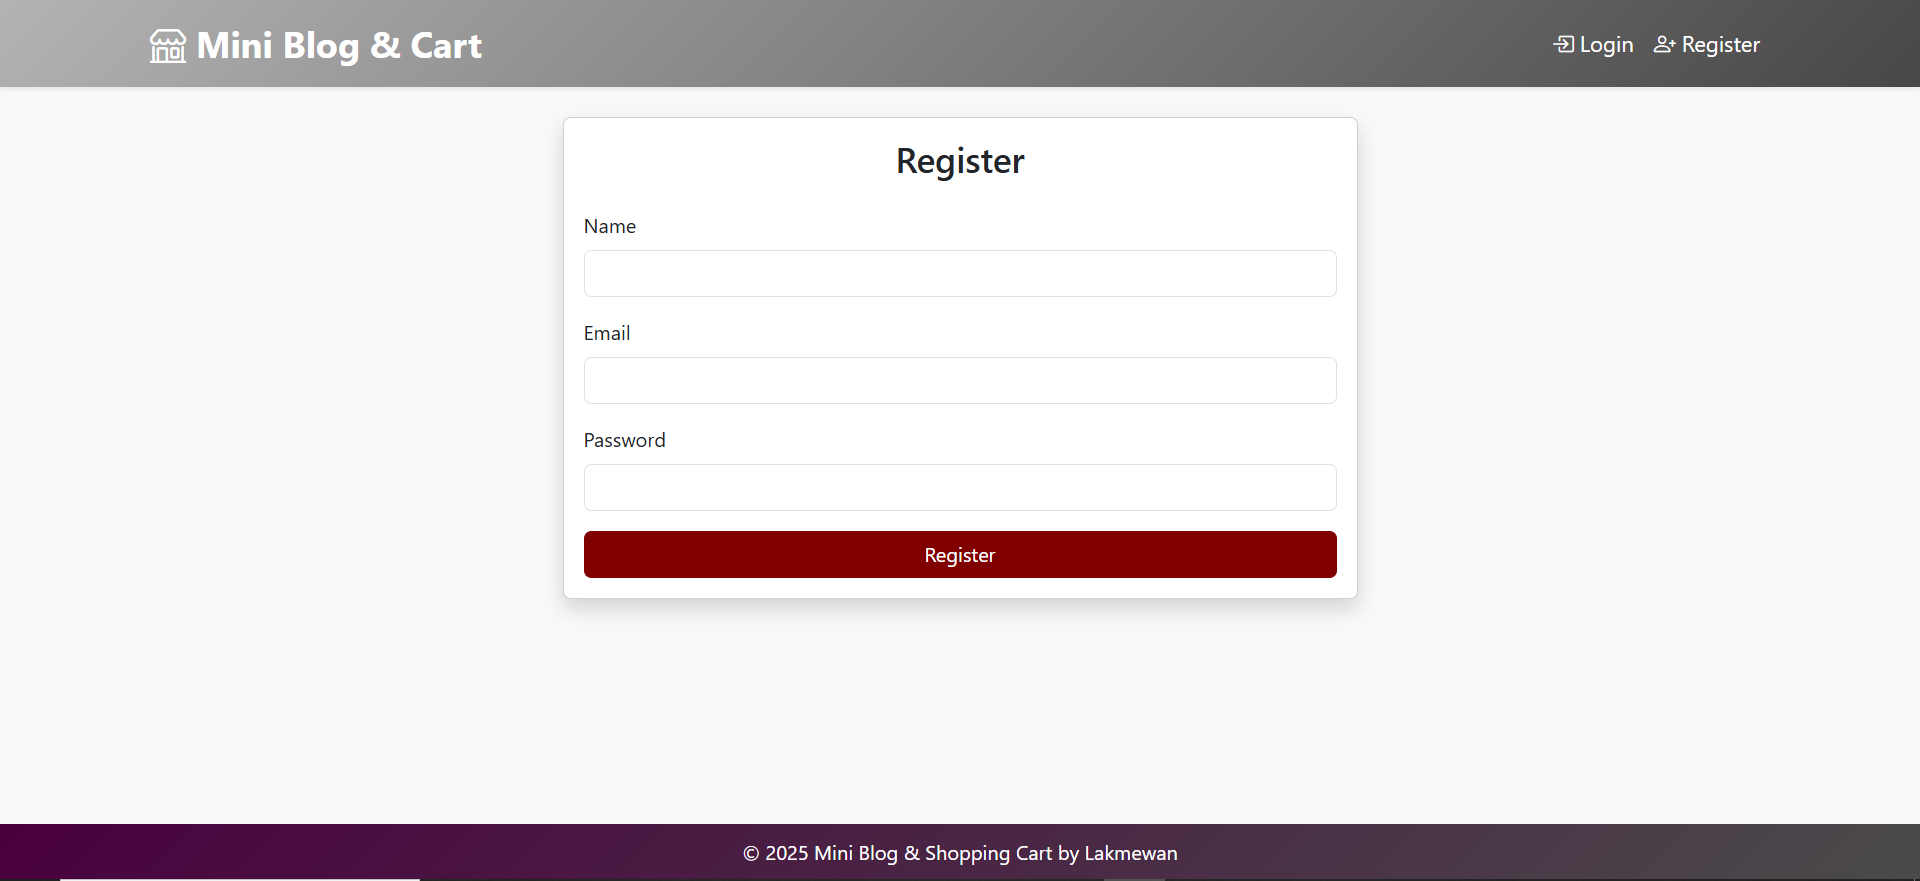 Mini Blog & Cart
Login
Register
Register
Name
Email
Password
Register
© 2025 Mini Blog & Shopping Cart by Lakmewan